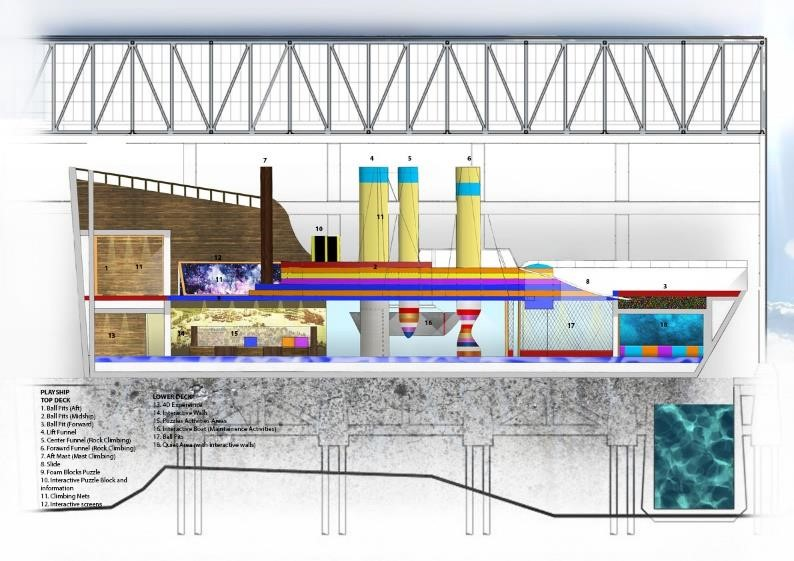 7
4
5
6
11
10
12
1 11
11
2
8
3
9
13
14
15
16
17
18
PLAYSHIP
TOP DECK
1. Ball Pits (Aft)
2. Ball Pits (Midship)
3. Ball Pit (Forward)
4. Lift Funnel
5. Center Funnel (Rock Climbing)
6. Forawrd Funnel (Rock Climbing)
7. Aft Mast (Mast Climbing)
8. Slide
9. Foam Blocks Puzzle
10. Interactive Puzzle Block and
information
11. Climbing Nets
12. Interactive screens
LOWER DECK
13. 4D Expereince
14. Interactive Walls
15. Puzzles Activities Areas
16. Interactive Boat (Maintainence Activities)
17. Ball Pits
18. Quiet Area (with interactive walls)